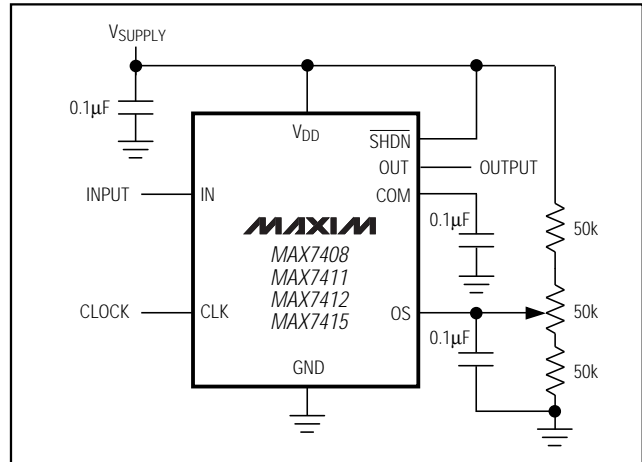 VSUPPLY
0.1μF
VDD
SHDN
OUT
OUTPUT
INPUT
IN
COM
MAXIM
0.1μF
50k
MAX7408
MAX7411
MAX7412
MAX7415
CLOCK
CLK
OS
50k
0.1μF
GND
50k